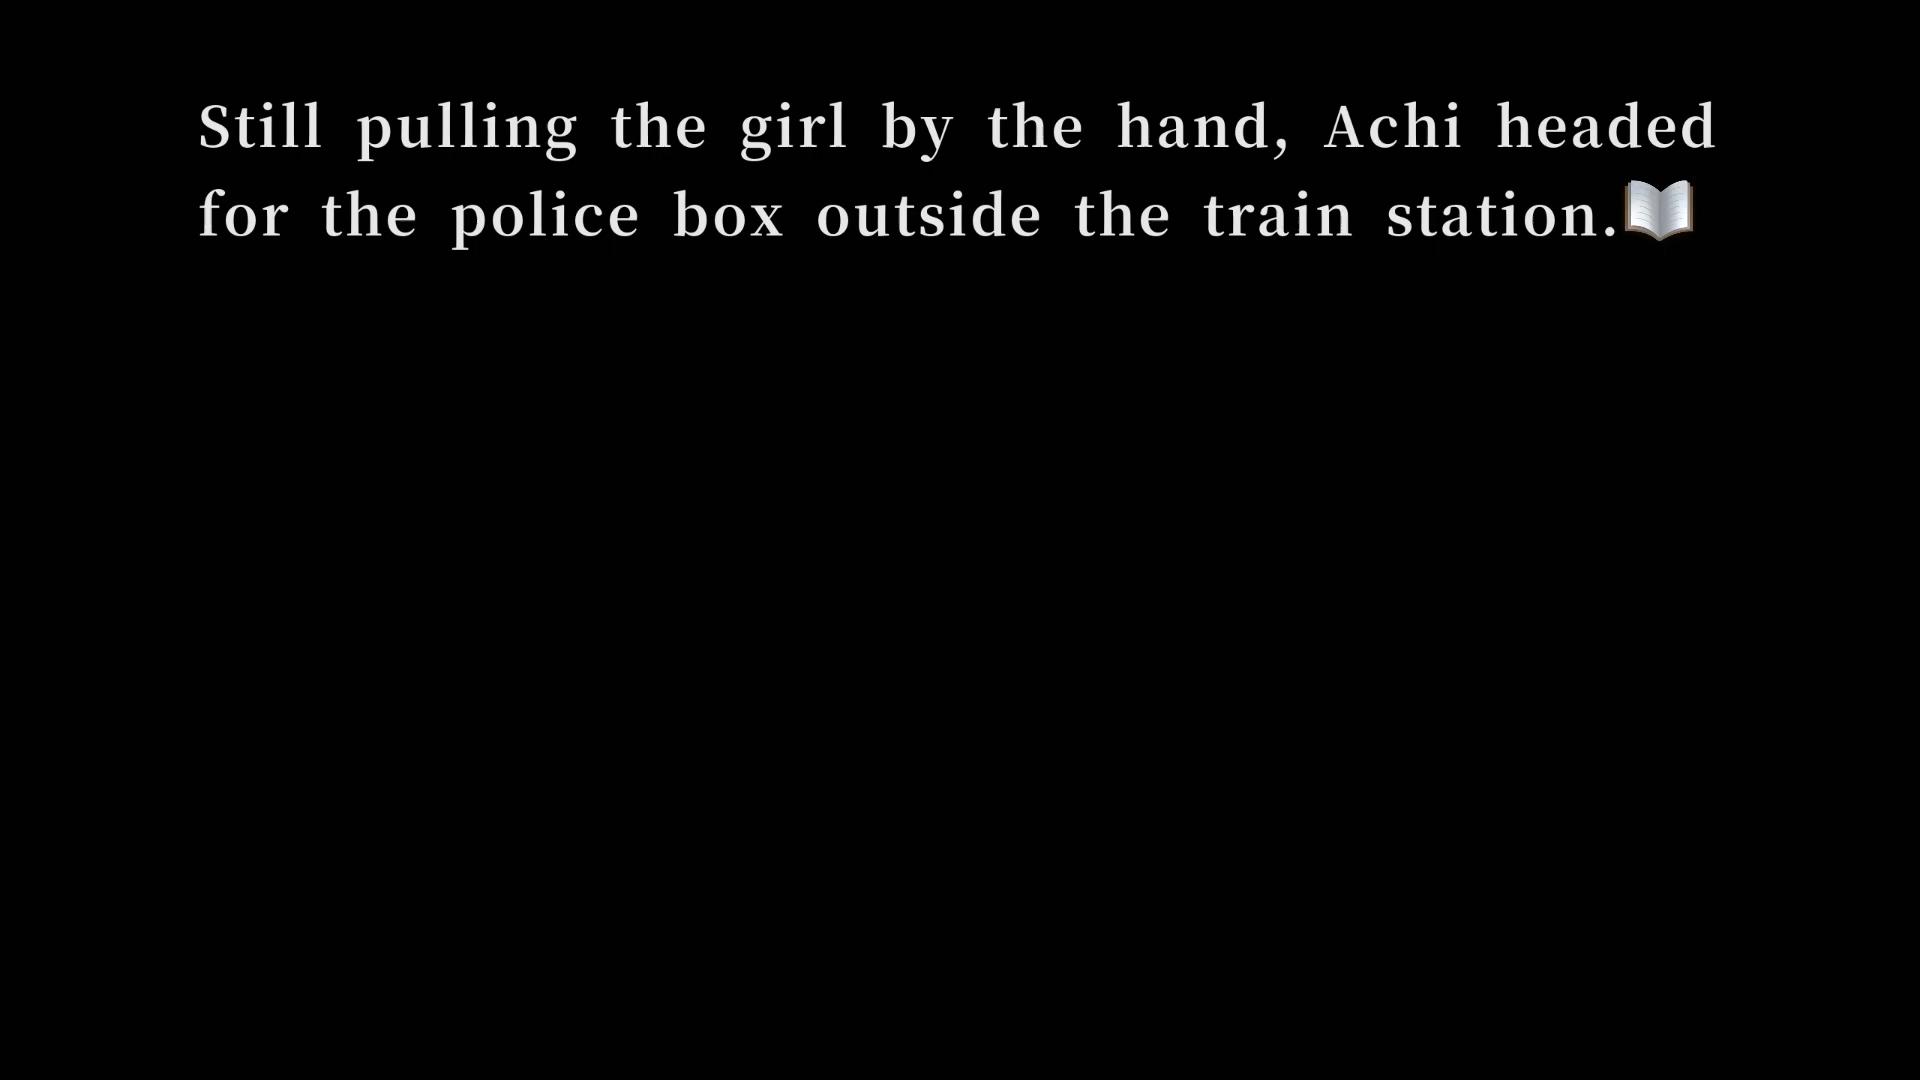 Still pulling the girl by the hand, Achi headed
for the police box outside the train station.